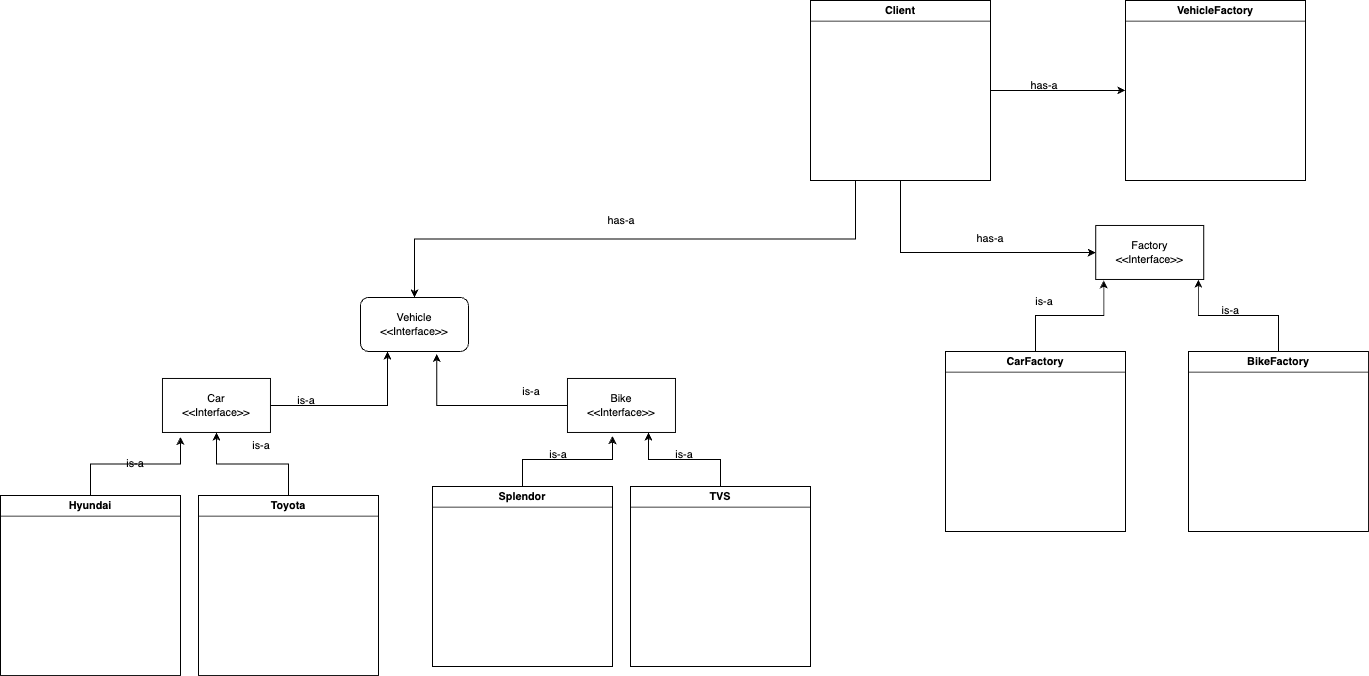 Client
VehicleFactory
has-a
has-a
has-a
Factory
<<Interface>>
is-a
is-a
Vehicle
<<Interface>>
CarFactory
BikeFactory
Car
<<Interface>>
is-a
is-a
Bike
<<Interface>>
is-a
is-a
is-a
is-a
Hyundai
Toyota
Splendor
TVS